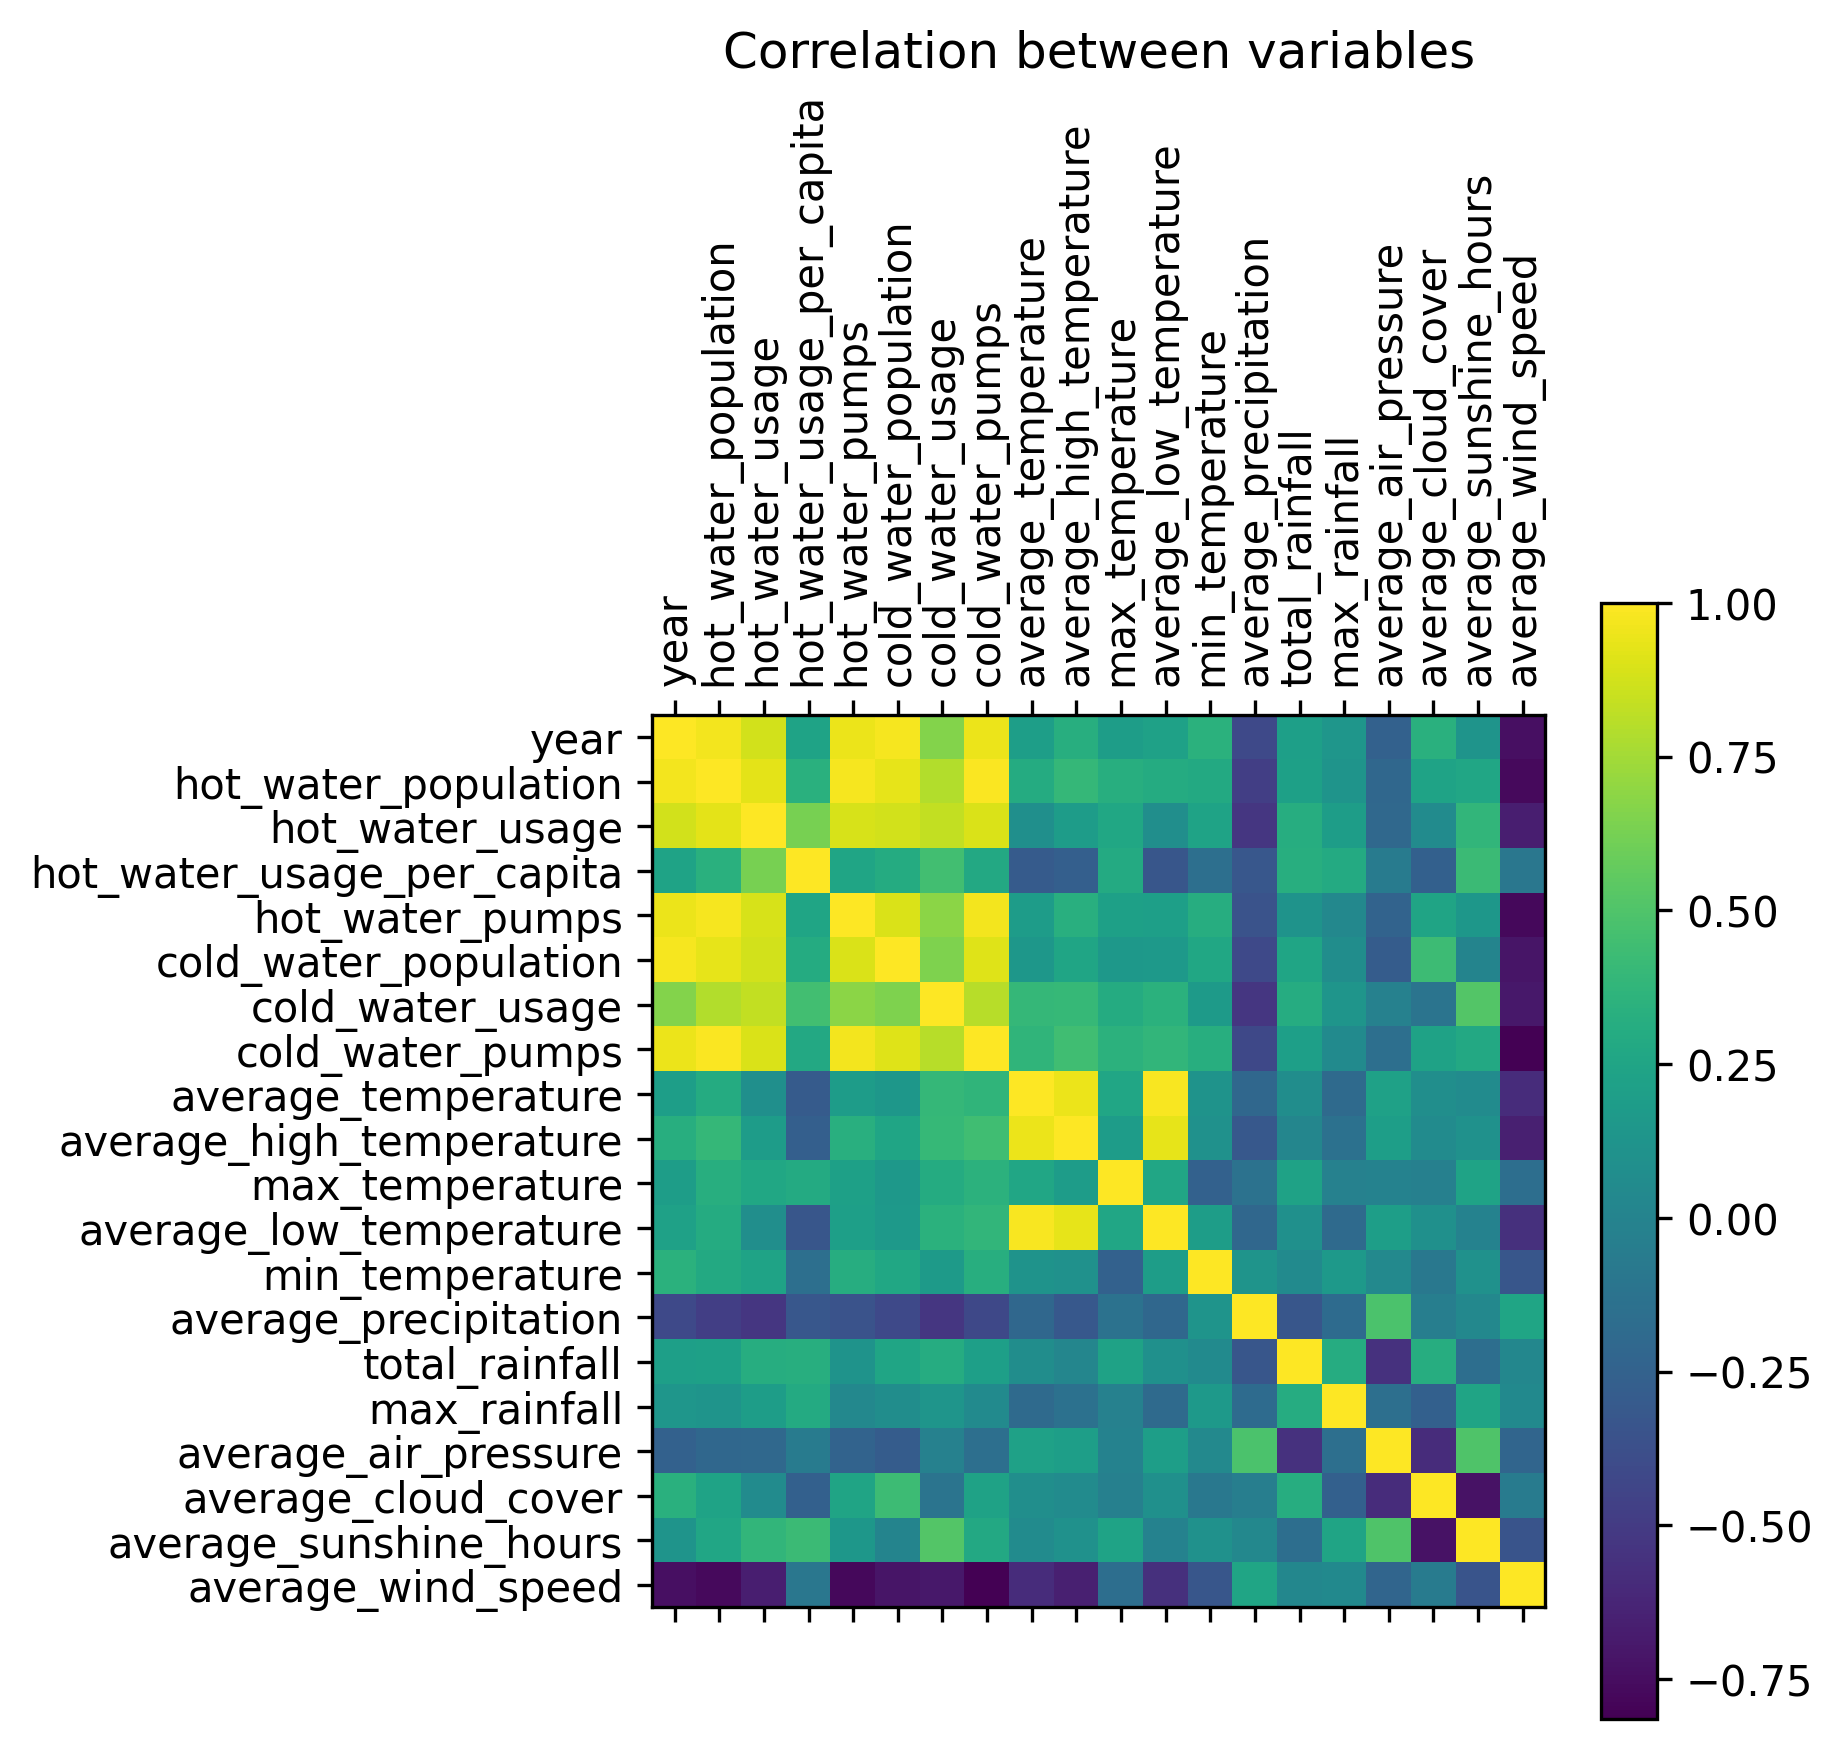 Correlation between variables
year
hot_water_population
hot_water_usage
hot_water_usage_per_capita
hot_water_pumps
cold_water_population
cold_water_usage
cold_water_pumps
average_temperature
average_high_temperature
max_temperature
average_low_temperature
min_temperature
average_precipitation
total_rainfall
max_rainfall
average_air_pressure
average_cloud_cover
average_sunshine_hours
average_wind_speed
year
hot_water_population
hot_water_usage
hot_water_usage_per_capita
hot_water_pumps
cold_water_population
cold_water_usage
cold_water_pumps
average_temperature
average_high_temperature
max_temperature
average_low_temperature
min_temperature
average_precipitation
total_rainfall
max_rainfall
average_air_pressure
average_cloud_cover
average_sunshine_hours
average_wind_speed
1.00
0.75
0.50
0.25
0.00
−0.25
−0.50
−0.75